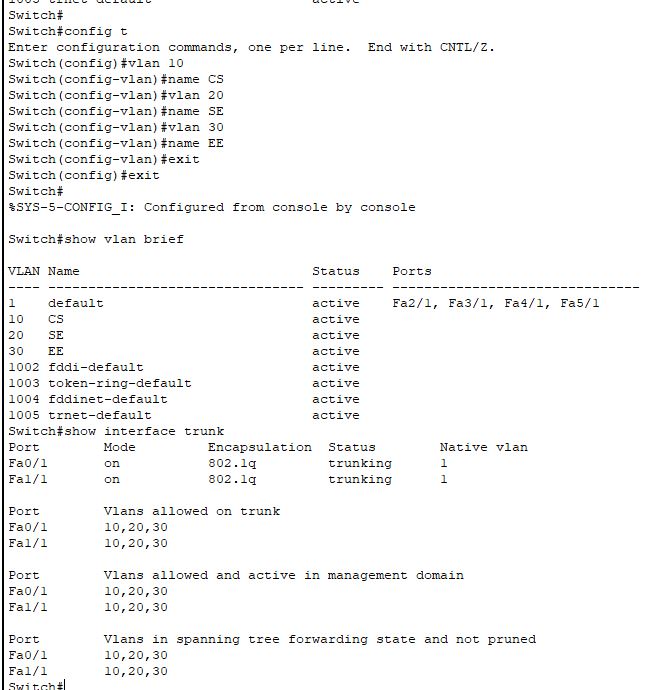 1003 trnet-default active
Switch#
Switch#config t
Enter configuration commands, one per line. End with CNTL/Z.
Switch(config)#vlan 10
Switch(config-vlan)#name CS
Switch(config-vlan)#vlan 20
Switch(config-vlan)#name SE
Switch(config-vlan)#vlan 30
Switch(config-vlan)#name EE
Switch(config-vlan)#exit
Switch(config)#exit
Switch#
%SYS-5-CONFIG_I: Configured from console by console
Switch#show vlan brief
VLAN Name Status Ports
---- -------------------------------- --------- -------------------------------
1 default active Fa2/1, Fa3/1, Fa4/1, Fa5/1
10 CS active
20 SE active
30 EE active
1002 fddi-default active
1003 token-ring-default active
1004 fddinet-default active
1005 trnet-default active
Switch#show interface trunk
Port Mode Encapsulation Status Native vlan
Fa0/1 on 802.1q trunking 1
Fa1/1 on 802.1q trunking 1
Port Vlans allowed on trunk
Fa0/1 10,20,30
Fa1/1 10,20,30
Port Vlans allowed and active in management domain
Fa0/1 10,20,30
Fa1/1 10,20,30
Port Vlans in spanning tree forwarding state and not pruned
Fa0/1 10,20,30
Fa1/1 10,20,30
Switch#